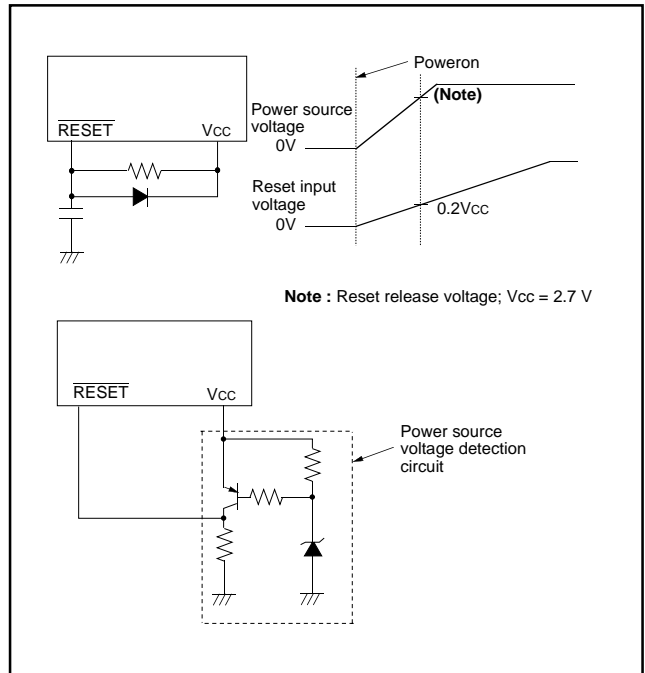 Poweron
(Note)
Power source
voltage
0V
RESET
Vcc
Reset input
voltage
0V
0.2Vcc
Note : Reset release voltage; Vcc = 2.7 V
RESET
Vcc
Power source
voltage detection
circuit